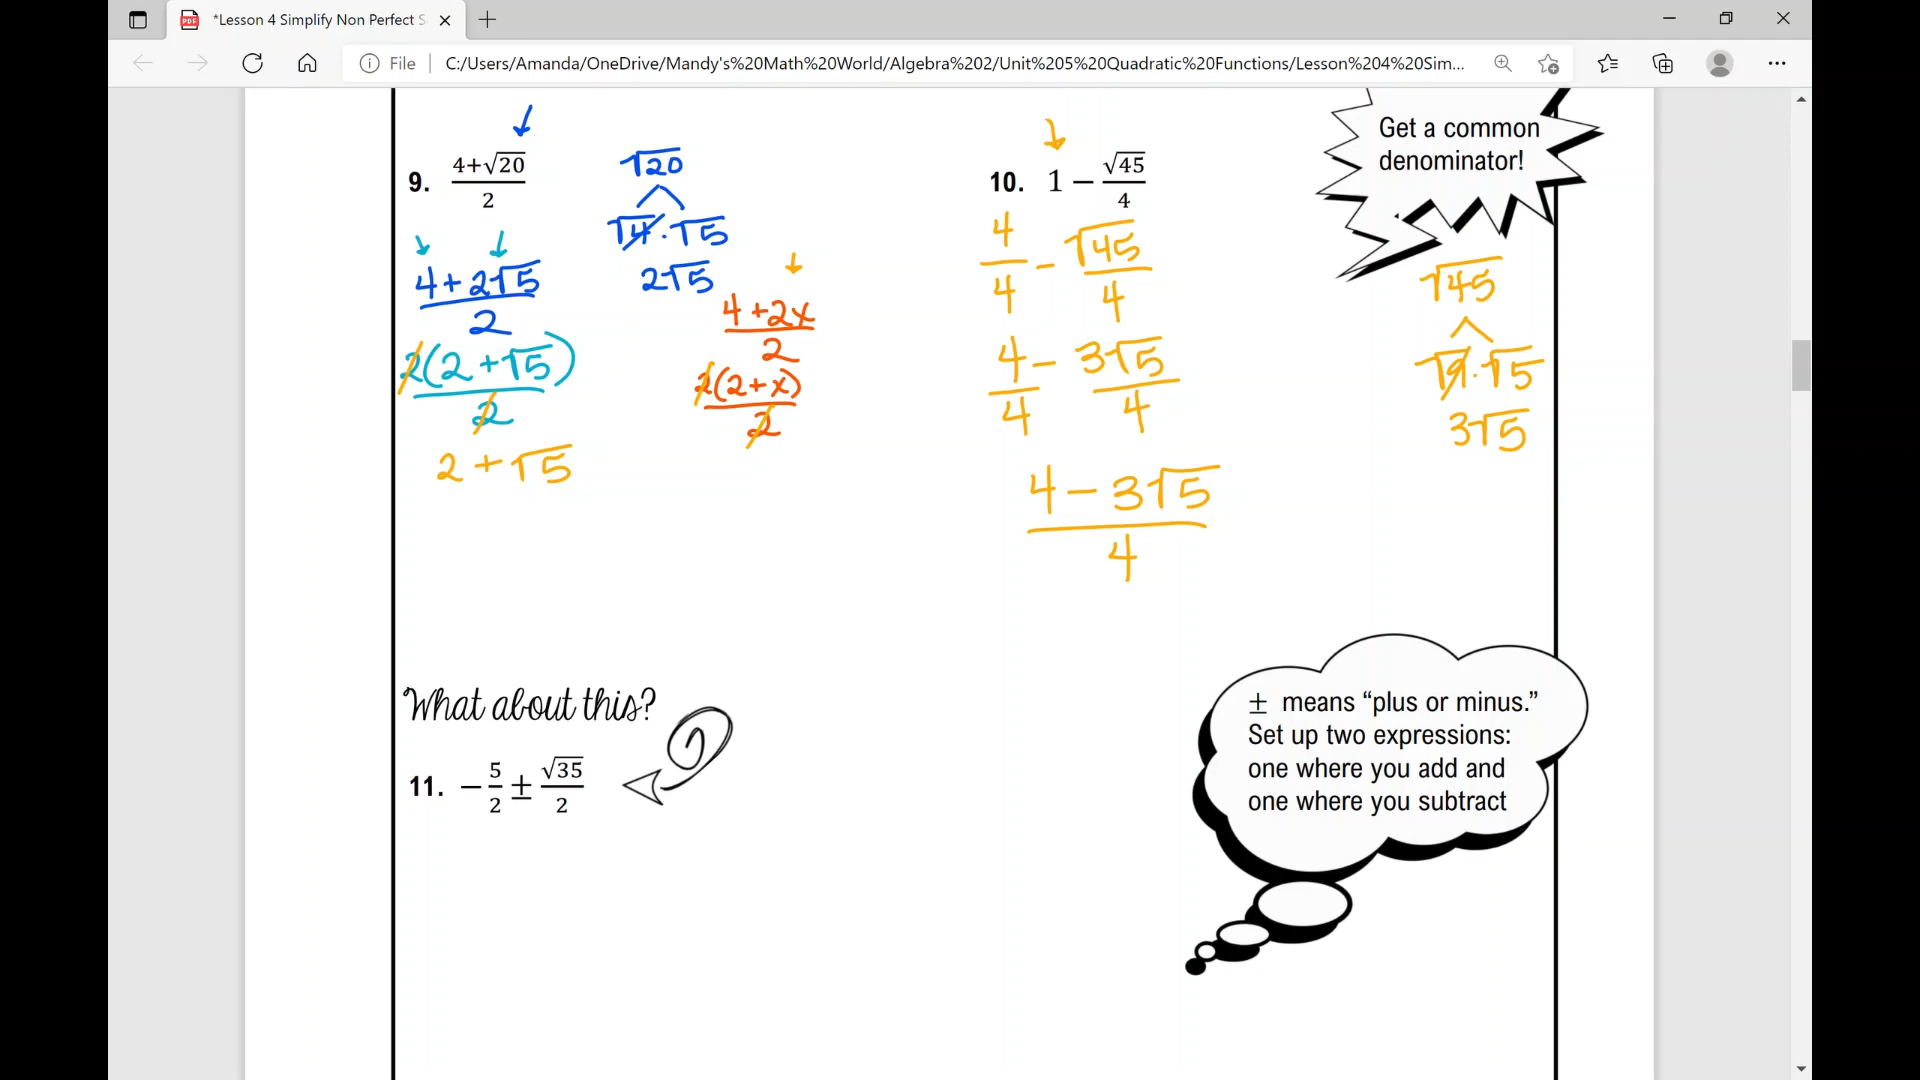 *Lesson 4 Simplify Non Perfect S
File
C:/Users/Amanda/OneDrive/Mandy's%20Math%20World/Algebra%202/Unit%205%20Quadratic%20Functions/Lesson%204%20Sim...
9. (4+√20)/2
√20
√4·√5
2√5
(4+2√5)/2
2(2+√5)/2
2+√5
(4+2x)/2
2(2+x)/2
10. 1 − √45/4
4/4 − √45/4
4/4 − 3√5/4
(4−3√5)/4
Get a common
denominator!
√45
√9·√5
3√5
What about this?
11. −5/2 ± √35/2
± means “plus or minus.”
Set up two expressions:
one where you add and
one where you subtract